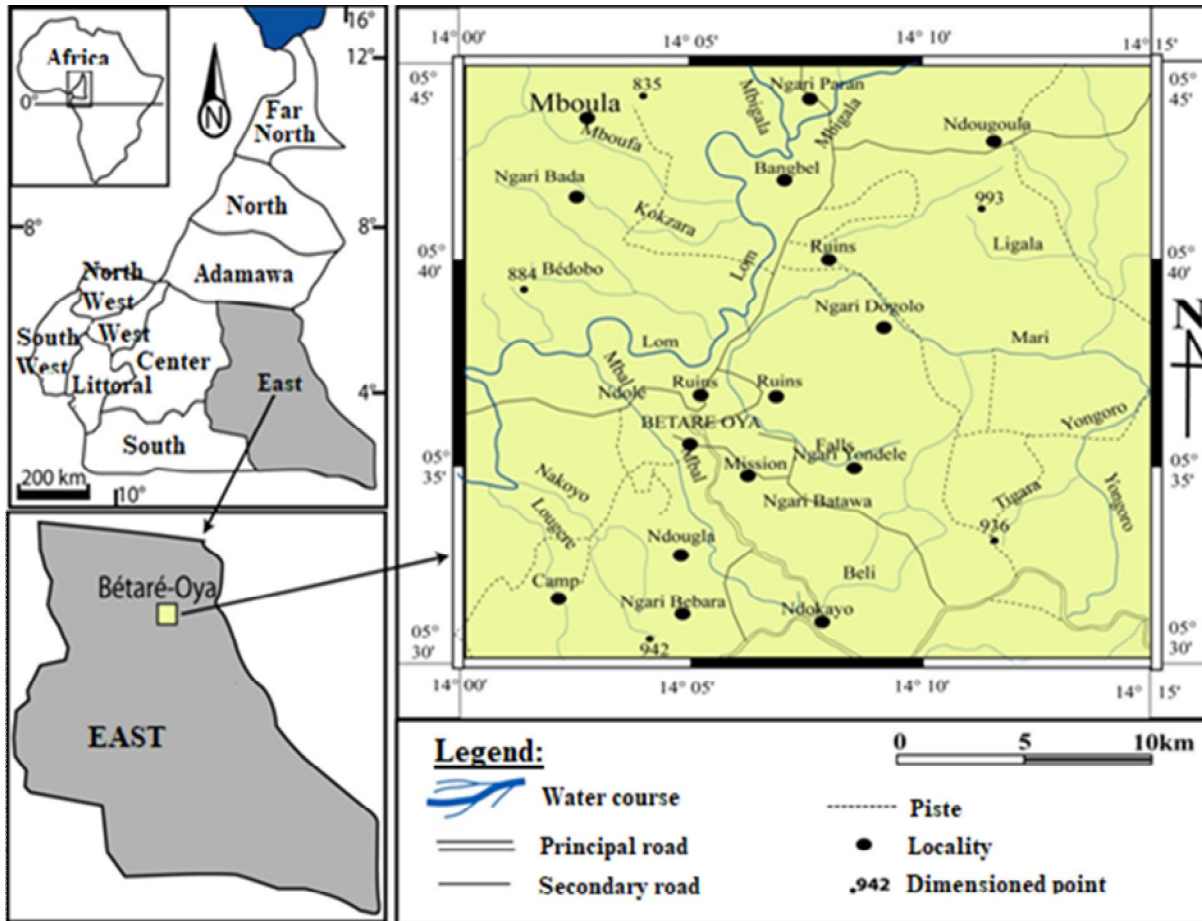 Africa
0°
N
16°
12°
Far
North
North
8°
8°
Adamawa
North
West
West
South
West
Center
Littoral
East
4°
South
200 km
10°
Bétaré-Oya
EAST
14° 00'
14° 05'
14° 10'
14° 15'
05°
45'
05°
45'
835
Mboula
Mboufa
Mbigala
Ngari Paran
Mbigala
Ndougoula
Bangbel
Ngari Bada
Kokzara
993
Ligala
Ruins
05°
40'
05°
40'
Lom
884
Bédobo
Ngari Dogolo
N
Lom
Mari
Mbal
Ndolé
Ruins
Ruins
BETARE OYA
Yongoro
Falls
Ngari Yondele
Mbal
Mission
05°
35'
05°
35'
Nakoyo
Ngari Batawa
Tigara
Yongoro
Lougere
936
Ndougla
Beli
Camp
Ngari Bebara
Ndokayo
942
05°
30'
05°
30'
14° 00'
14° 05'
14° 10'
14° 15'
Legend:
0 5 10km
Water course
Piste
Principal road
Locality
Secondary road
.942 Dimensioned point